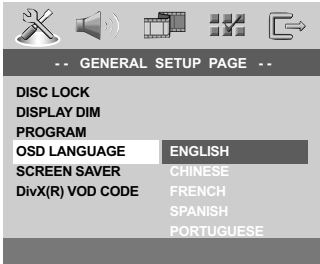 -- GENERAL SETUP PAGE --
DISC LOCK
DISPLAY DIM
PROGRAM
OSD LANGUAGE ENGLISH
SCREEN SAVER CHINESE
DivX(R) VOD CODE FRENCH
SPANISH
PORTUGUESE